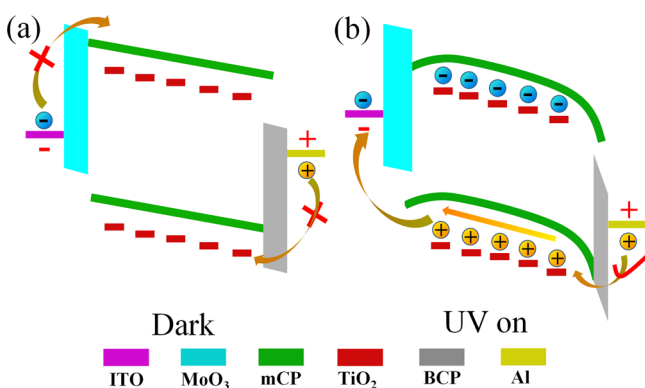 (a)
(b)
Dark
UV on
ITO
MoO₃
mCP
TiO₂
BCP
Al